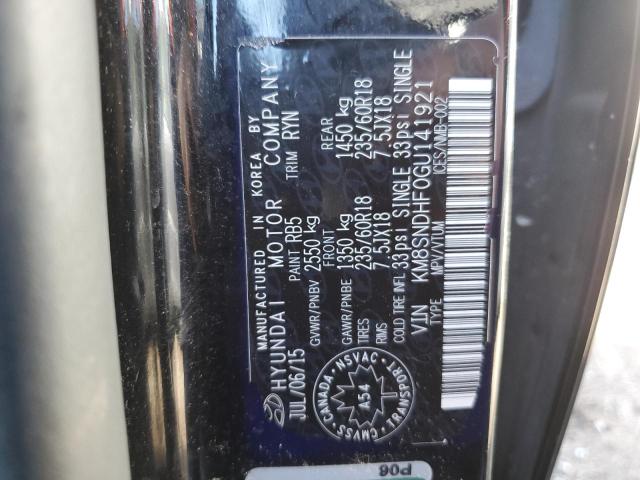 MANUFACTURED IN KOREA BY
HYUNDAI MOTOR COMPANY
JUL/06/15 PAINT RB5 TRIM RYN
GVWR/PNBV 2550 kg
FRONT REAR
GAWR/PNBE 1350 kg 1450 kg
TIRES 235/60R18 235/60R18
RIMS 7.5JX18 7.5JX18
COLD TIRE INFL 33psi SINGLE 33psi SINGLE
VIN KM8SNDHF0GU141921
TYPE MPV/VTUM ICES/NMB-002
CANADA · NSVAC · TRANSPORT · CMVSS
A54
P06